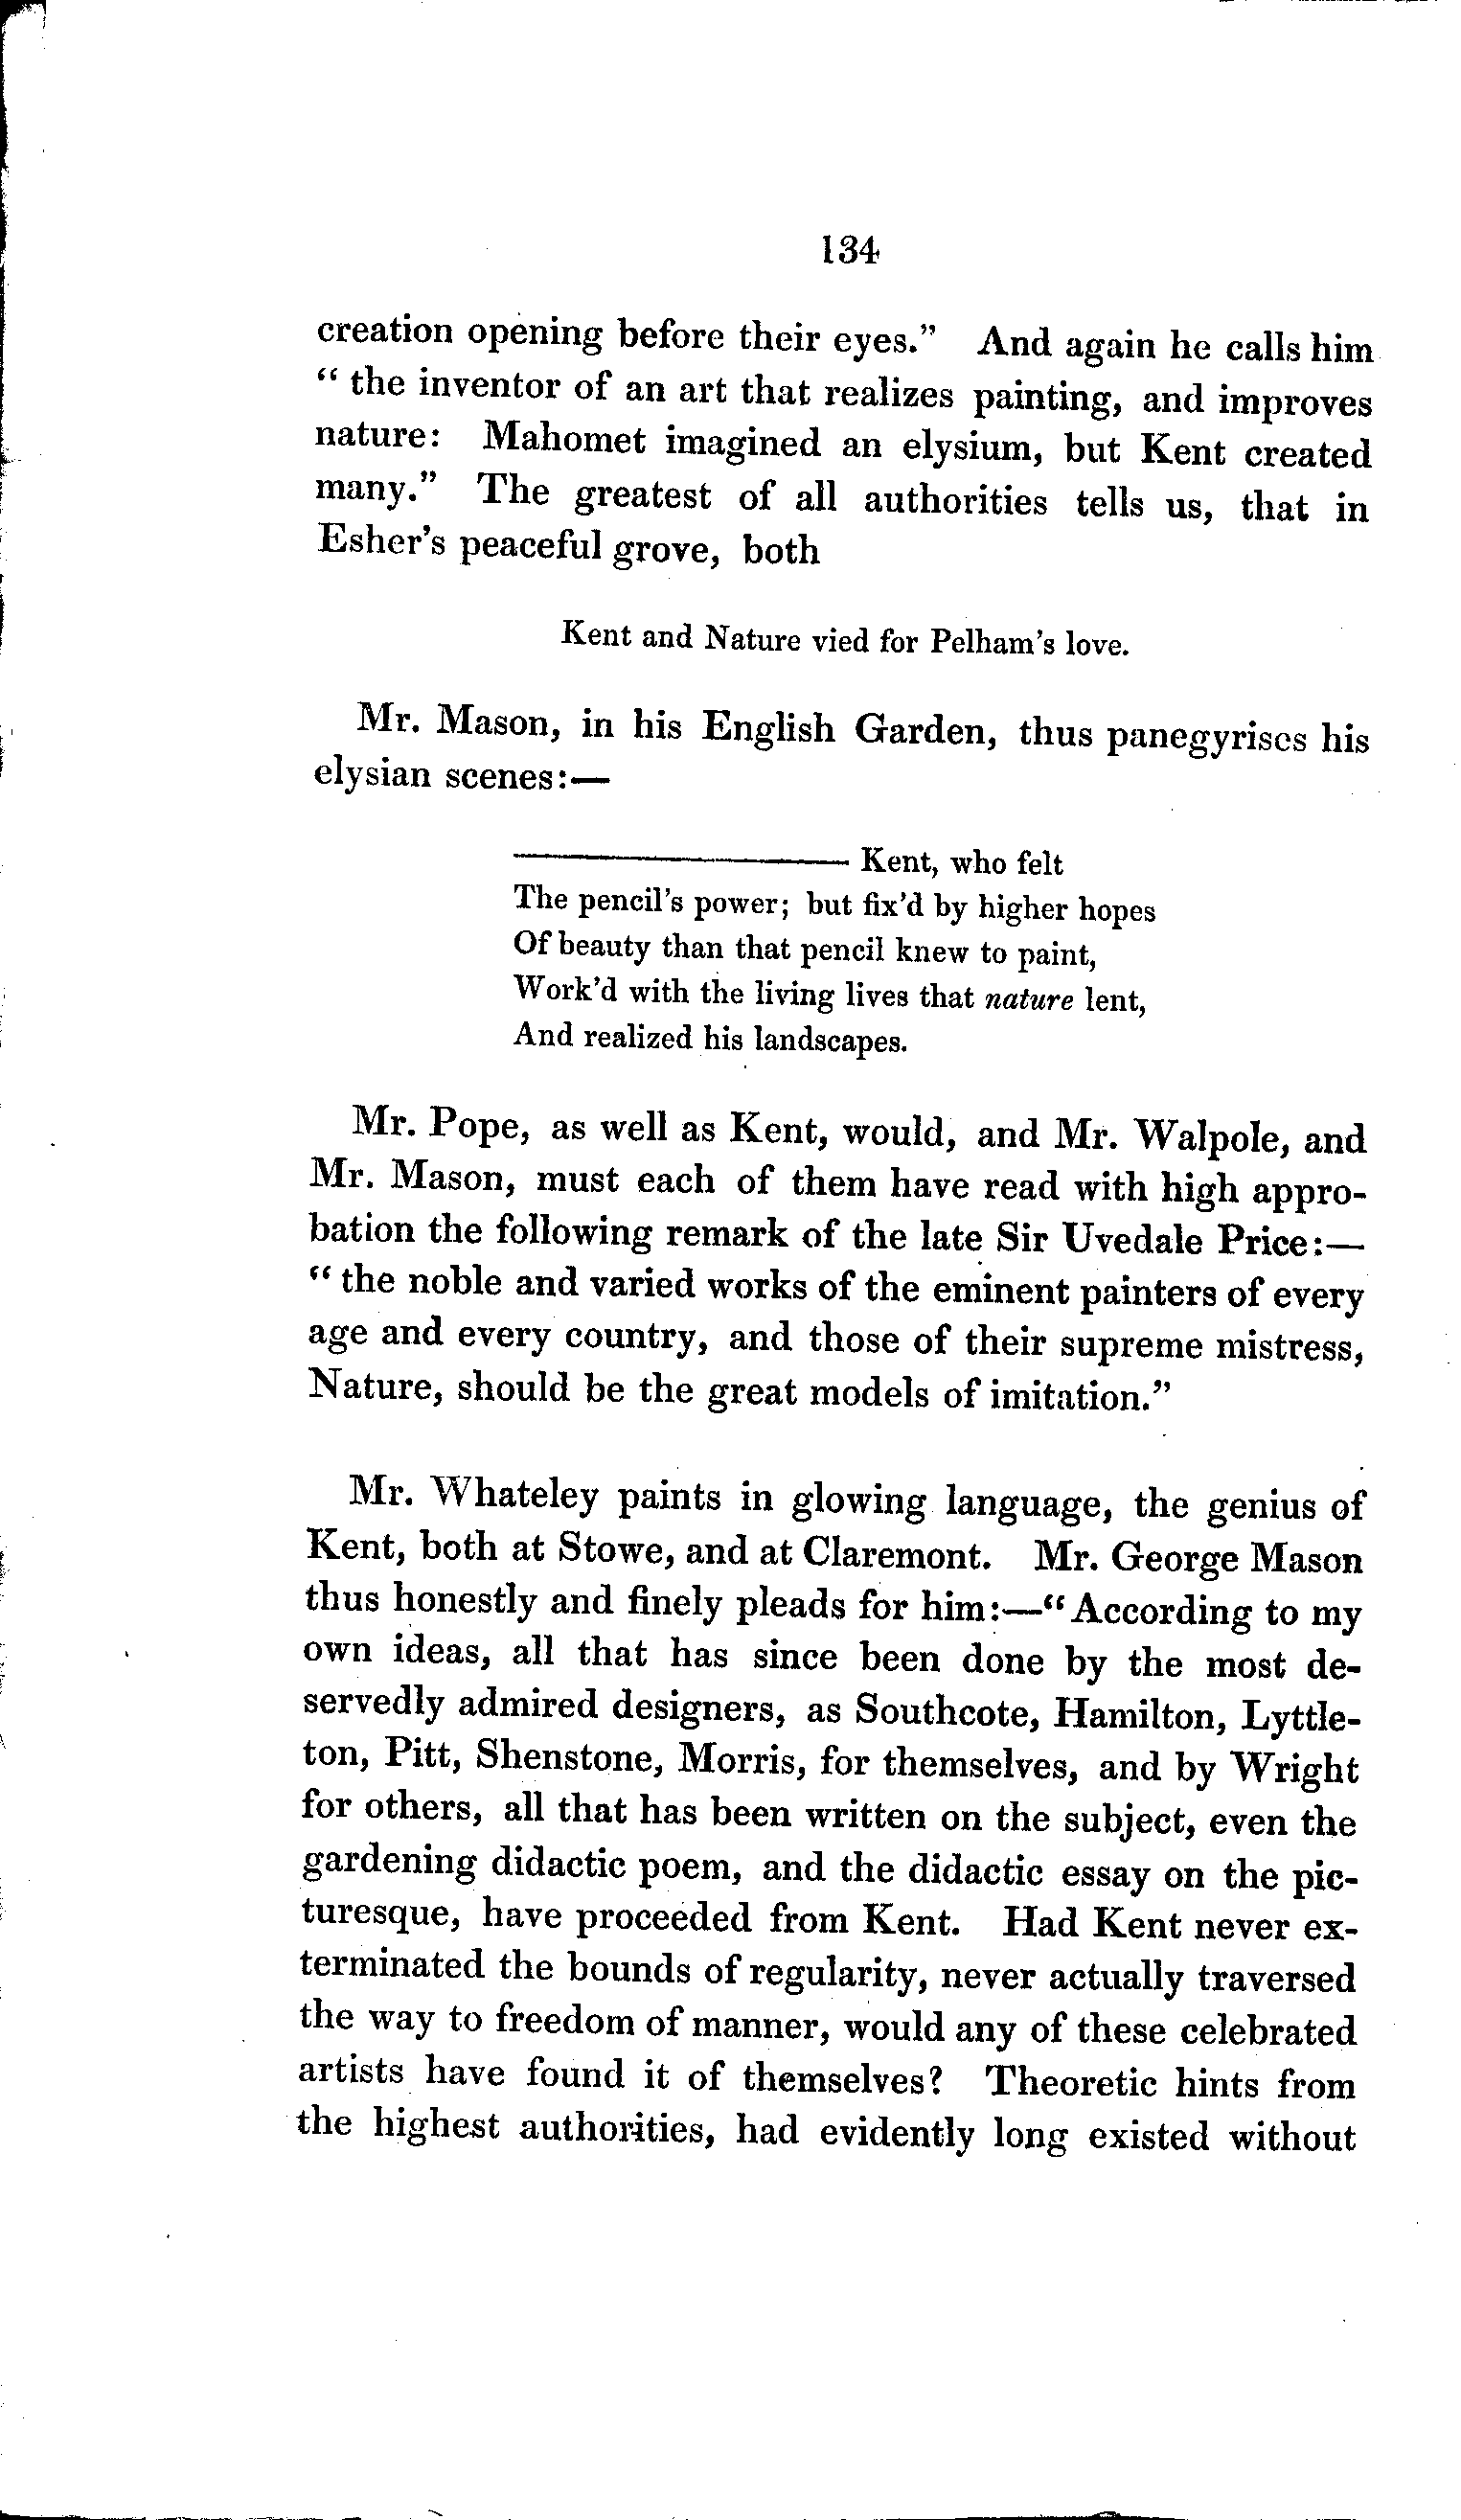 134
creation opening before their eyes." And again he calls him
"the inventor of an art that realizes painting, and improves
nature: Mahomet imagined an elysium, but Kent created
many." The greatest of all authorities tells us, that in
Esher's peaceful grove, both
Kent and Nature vied for Pelham's love.
Mr. Mason, in his English Garden, thus panegyrises his
elysian scenes:—
———— Kent, who felt
The pencil's power; but fix'd by higher hopes
Of beauty than that pencil knew to paint,
Work'd with the living lives that nature lent,
And realized his landscapes.
Mr. Pope, as well as Kent, would, and Mr. Walpole, and
Mr. Mason, must each of them have read with high appro-
bation the following remark of the late Sir Uvedale Price:—
"the noble and varied works of the eminent painters of every
age and every country, and those of their supreme mistress,
Nature, should be the great models of imitation."
Mr. Whateley paints in glowing language, the genius of
Kent, both at Stowe, and at Claremont. Mr. George Mason
thus honestly and finely pleads for him:—"According to my
own ideas, all that has since been done by the most de-
servedly admired designers, as Southcote, Hamilton, Lyttle-
ton, Pitt, Shenstone, Morris, for themselves, and by Wright
for others, all that has been written on the subject, even the
gardening didactic poem, and the didactic essay on the pic-
turesque, have proceeded from Kent. Had Kent never ex-
terminated the bounds of regularity, never actually traversed
the way to freedom of manner, would any of these celebrated
artists have found it of themselves? Theoretic hints from
the highest authorities, had evidently long existed without